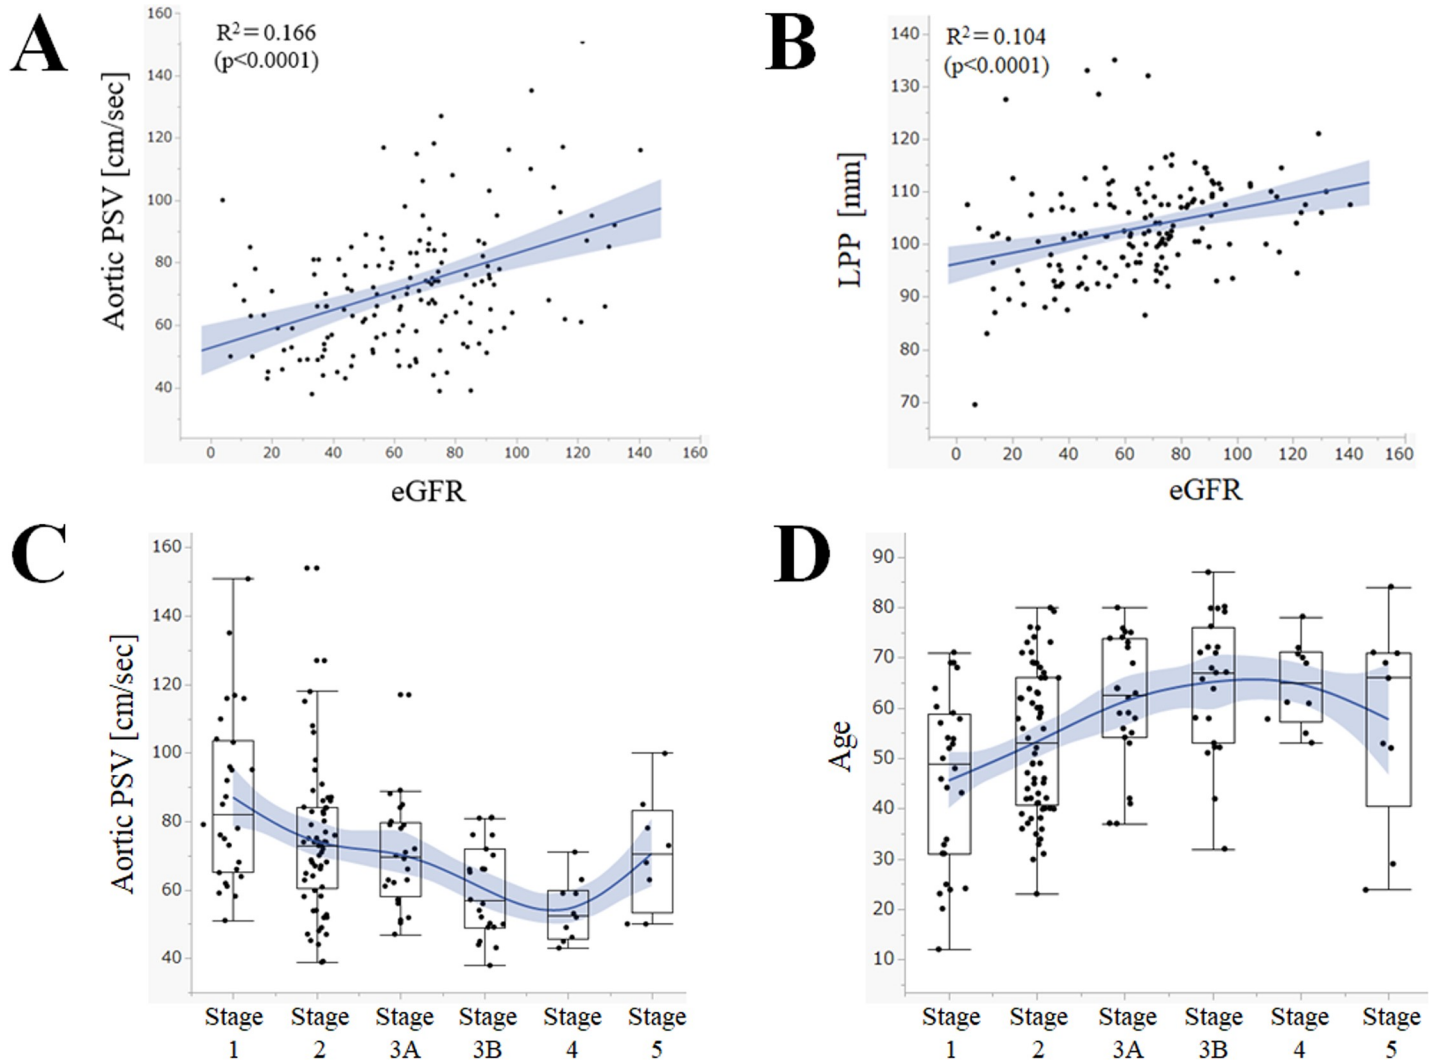 A
R² = 0.166
(p<0.0001)
Aortic PSV [cm/sec]
160
140
120
100
80
60
40
0 20 40 60 80 100 120 140 160
eGFR
B
R² = 0.104
(p<0.0001)
LPP [mm]
140
130
120
110
100
90
80
70
0 20 40 60 80 100 120 140 160
eGFR
C
Aortic PSV [cm/sec]
160
140
120
100
80
60
40
Stage Stage Stage Stage Stage Stage
1 2 3A 3B 4 5
D
Age
90
80
70
60
50
40
30
20
10
Stage Stage Stage Stage Stage Stage
1 2 3A 3B 4 5